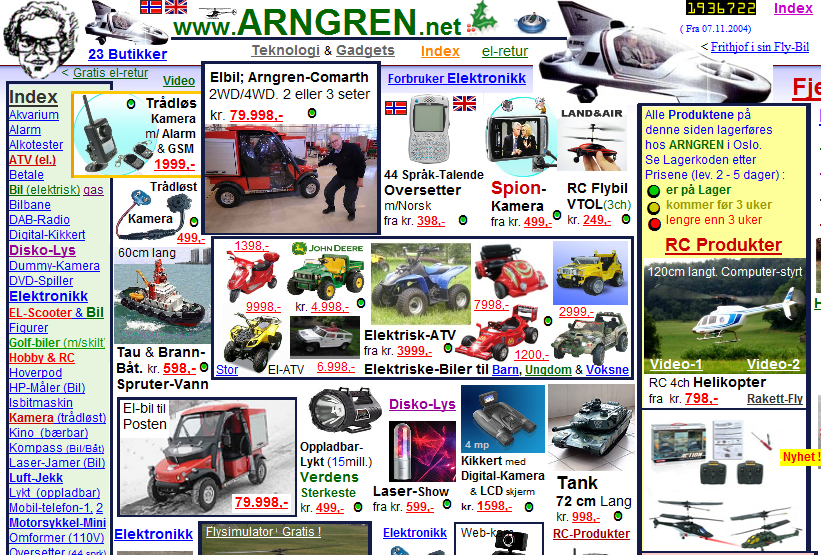 www.ARNGREN.net
1936722
Index
( Fra 07.11.2004)
23 Butikker
Teknologi & Gadgets
Index
el-retur
< Frithjof i sin Fly-Bil
< Gratis el-retur
Video
Index
Akvarium
Alarm
Alkotester
ATV (el.)
Betale
Bil (elektrisk) gas
Bilbane
DAB-Radio
Digital-Kikkert
Disko-Lys
Dummy-Kamera
DVD-Spiller
Elektronikk
EL-Scooter & Bil
Figurer
Golf-biler (m/skilt)
Hobby & RC
Hoverpod
HP-Måler (Bil)
Isbitmaskin
Kamera (trådløst)
Kino (bærbar)
Kompass (Bil/Båt)
Laser-Jamer (Bil)
Luft-Jekk
Lykt (oppladbar)
Mobil-telefon-1, 2
Motorsykkel-Mini
Omformer (110V)
Oversetter (44 språk)
Trådløs
Kamera
m/ Alarm
& GSM
1999,-
Trådløst
Kamera
499,-
60cm lang
Tau & Brann-
Båt. kr 598,-
Spruter-Vann
Elbil; Arngren-Comarth
2WD/4WD. 2 eller 3 seter
kr. 79.998,-
Forbruker Elektronikk
44 Språk-Talende
Oversetter
m/Norsk
fra kr. 398,-
Spion-
Kamera
fra kr. 499,-
LAND&AIR
RC Flybil
VTOL(3ch)
kr. 249,-
1398,-
9998,-
JOHN DEERE
kr. 4.998,-
Stor
El-ATV
6.998,-
Elektrisk-ATV
fra kr. 3999,-
7998,-
1200,-
2999,-
Elektriske-Biler til Barn, Ungdom & Voksne
El-bil til
Posten
79.998,-
Oppladbar-
Lykt (15mill.)
Verdens
Sterkeste
kr. 499,-
Disko-Lys
Laser-Show
fra kr. 599,-
4 mp
Kikkert med
Digital-Kamera
& LCD skjerm
kr. 1598,-
Tank
72 cm Lang
kr. 998,-
RC-Produkter
Elektronikk
Flysimulator ! Gratis !
Elektronikk
Web-kam
Alle Produktene på
denne siden lagerføres
hos ARNGREN i Oslo.
Se Lagerkoden etter
Prisene (lev. 2 - 5 dager) :
er på Lager
kommer før 3 uker
lengre enn 3 uker
RC Produkter
120cm langt. Computer-styrt
Video-1
Video-2
RC 4ch Helikopter
fra kr. 798,-
Rakett-Fly
Nyhet !